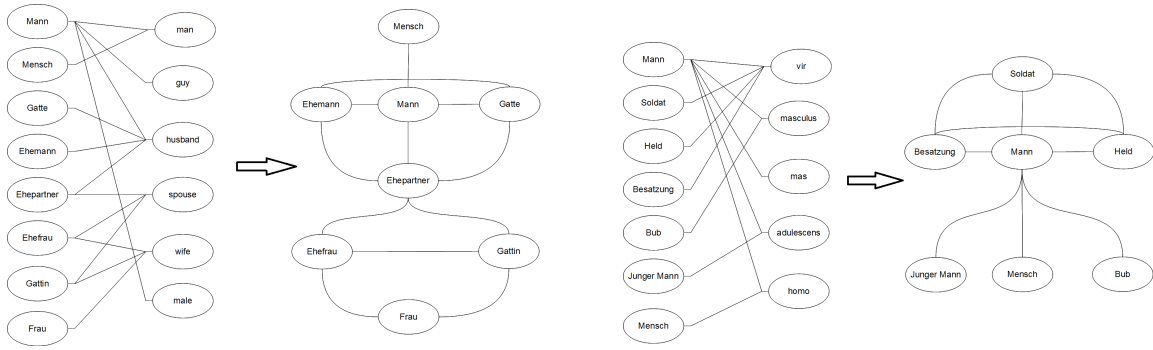 Mann
Mensch
Gatte
Ehemann
Ehepartner
Ehefrau
Gattin
Frau
man
guy
husband
spouse
wife
male
Mensch
Ehemann
Mann
Gatte
Ehepartner
Ehefrau
Gattin
Frau
Mann
Soldat
Held
Besatzung
Bub
Junger Mann
Mensch
vir
masculus
mas
adulescens
homo
Soldat
Besatzung
Mann
Held
Junger Mann
Mensch
Bub